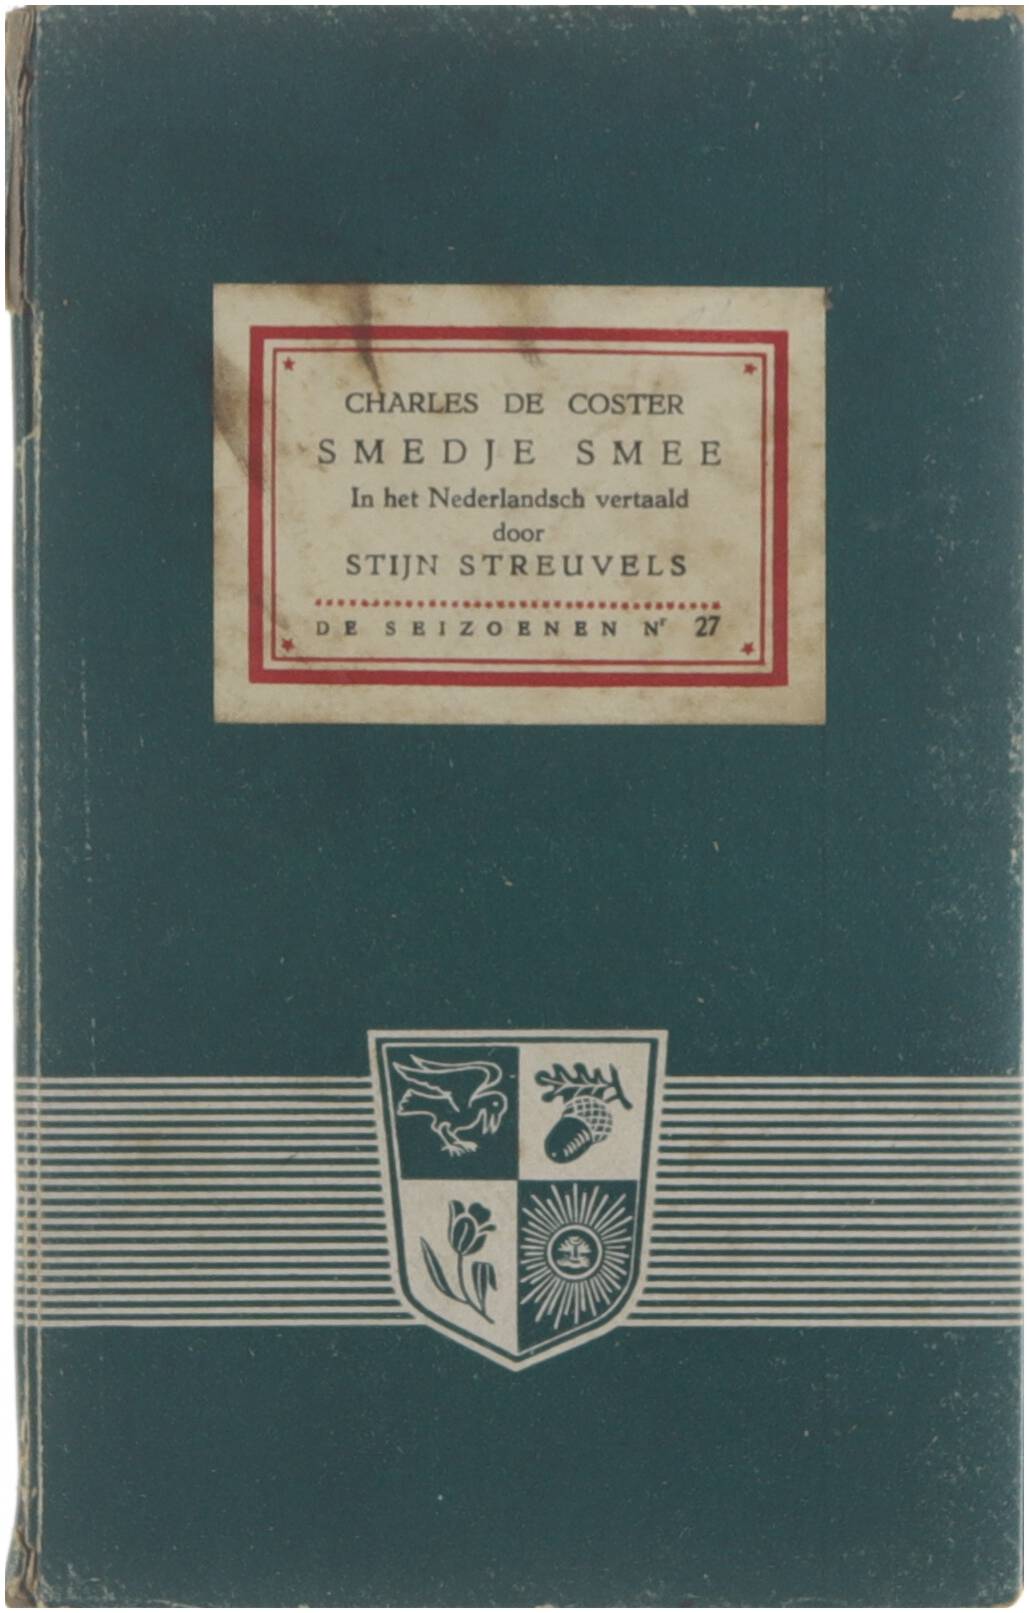 CHARLES DE COSTER
SMEDJE SMEE
In het Nederlandsch vertaald
door
STIJN STREUVELS
DE SEIZOENEN Nr 27